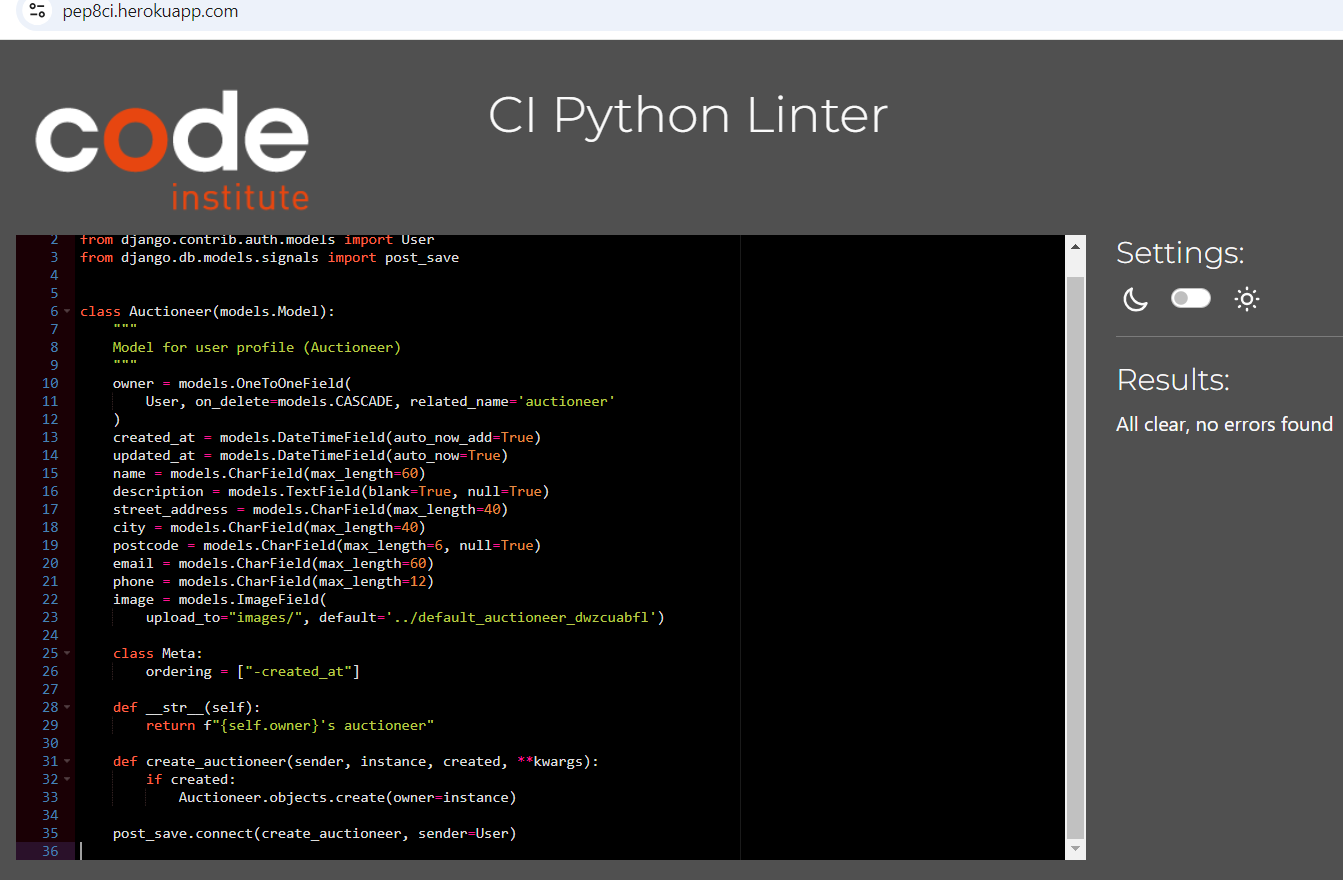 pep8ci.herokuapp.com
code
institute
CI Python Linter
2 from django.contrib.auth.models import User
3 from django.db.models.signals import post_save
4
5
6 class Auctioneer(models.Model):
7     """
8     Model for user profile (Auctioneer)
9     """
10     owner = models.OneToOneField(
11         User, on_delete=models.CASCADE, related_name='auctioneer'
12     )
13     created_at = models.DateTimeField(auto_now_add=True)
14     updated_at = models.DateTimeField(auto_now=True)
15     name = models.CharField(max_length=60)
16     description = models.TextField(blank=True, null=True)
17     street_address = models.CharField(max_length=40)
18     city = models.CharField(max_length=40)
19     postcode = models.CharField(max_length=6, null=True)
20     email = models.CharField(max_length=60)
21     phone = models.CharField(max_length=12)
22     image = models.ImageField(
23         upload_to="images/", default='../default_auctioneer_dwzcuabfl')
24
25     class Meta:
26         ordering = ["-created_at"]
27
28     def __str__(self):
29         return f"{self.owner}'s auctioneer"
30
31     def create_auctioneer(sender, instance, created, **kwargs):
32         if created:
33             Auctioneer.objects.create(owner=instance)
34
35     post_save.connect(create_auctioneer, sender=User)
36
Settings:
Results:
All clear, no errors found